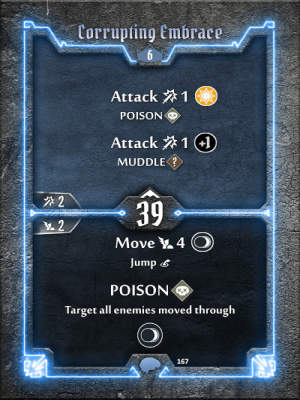 Corrupting Embrace
6
Attack 1
POISON
Attack 1 +1
MUDDLE ?
2
39
2
Move 4
Jump
POISON
Target all enemies moved through
167